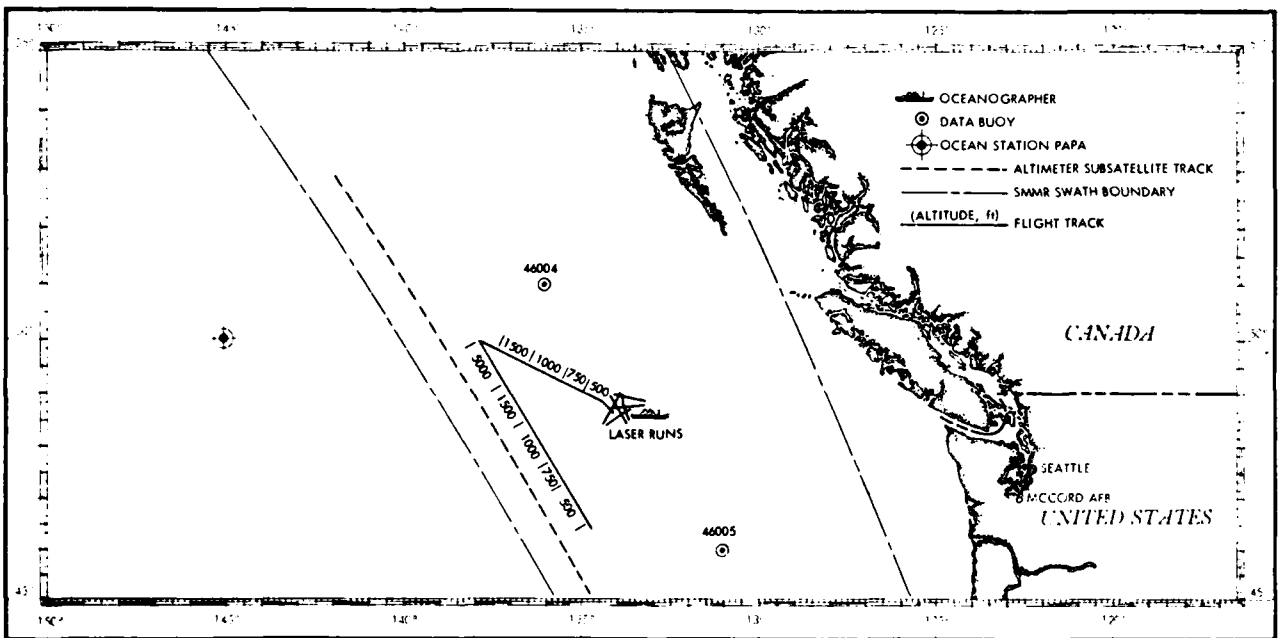 OCEANOGRAPHER
DATA BUOY
OCEAN STATION PAPA
ALTIMETER SUBSATELLITE TRACK
SMMR SWATH BOUNDARY
(ALTITUDE, ft)
FLIGHT TRACK
46004
CANADA
|1500|1000|750|500
5000|1500|1000|750|500
LASER RUNS
SEATTLE
MCCORD AFB
UNITED STATES
46005